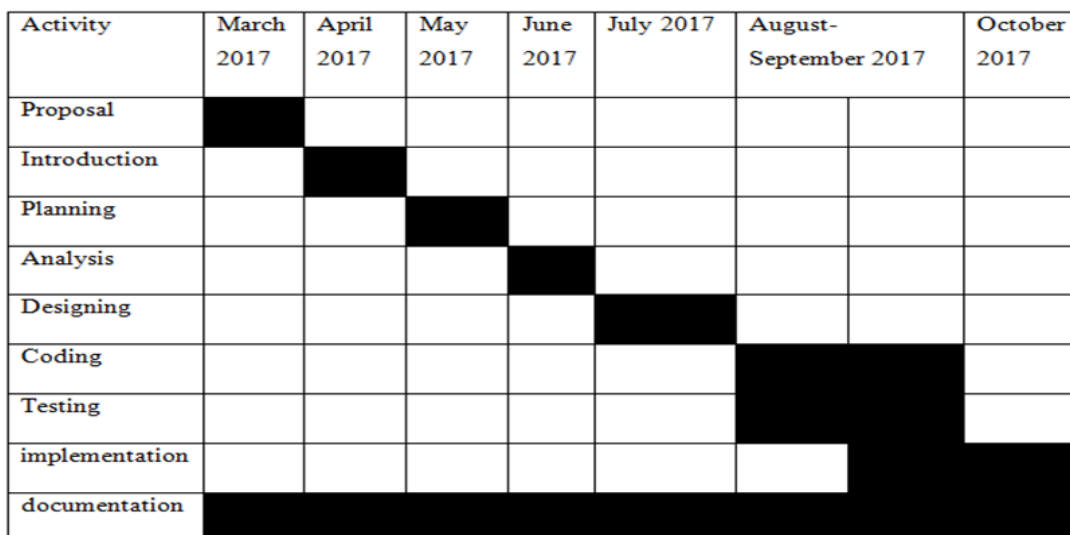 Activity March April May June July 2017 August- October
2017 2017 2017 2017 September 2017 2017
Proposal
Introduction
Planning
Analysis
Designing
Coding
Testing
implementation
documentation